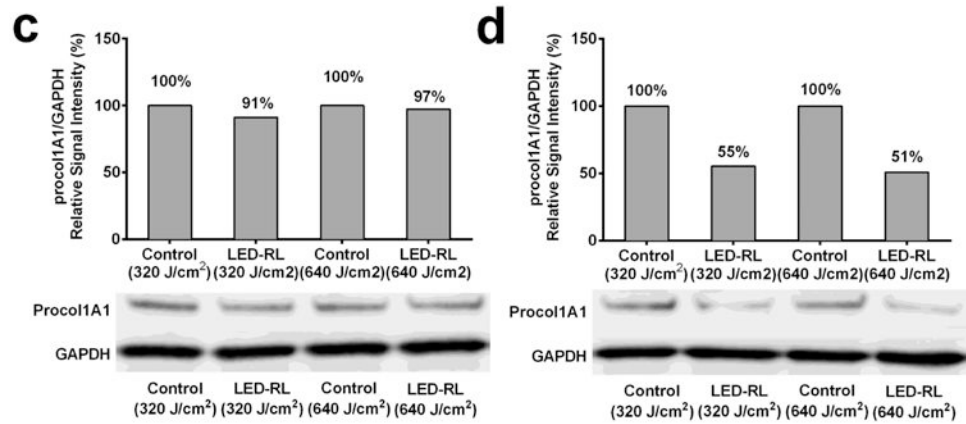 c
procol1A1/GAPDH
Relative Signal Intensity (%)
150
100
50
0
100%
91%
100%
97%
Control
(320 J/cm²)
LED-RL
(320 J/cm2)
Control
(640 J/cm2)
LED-RL
(640 J/cm2)
Procol1A1
GAPDH
Control
(320 J/cm²)
LED-RL
(320 J/cm²)
Control
(640 J/cm²)
LED-RL
(640 J/cm²)
d
procol1A1/GAPDH
Relative Signal Intensity (%)
150
100
50
0
100%
55%
100%
51%
Control
(320 J/cm²)
LED-RL
(320 J/cm2)
Control
(640 J/cm2)
LED-RL
(640 J/cm2)
Procol1A1
GAPDH
Control
(320 J/cm²)
LED-RL
(320 J/cm²)
Control
(640 J/cm²)
LED-RL
(640 J/cm²)